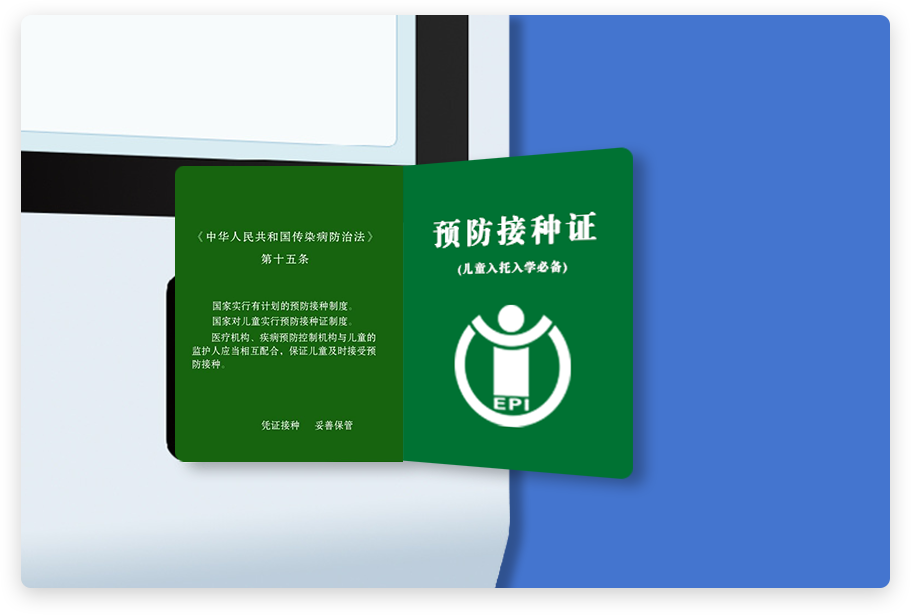 《中华人民共和国传染病防治法》
第十五条
国家实行有计划的预防接种制度。
国家对儿童实行预防接种证制度。
医疗机构、疾病预防控制机构与儿童的
监护人应当相互配合，保证儿童及时接受预
防接种。
凭证接种 妥善保管
预防接种证
(儿童入托入学必备)
EPI